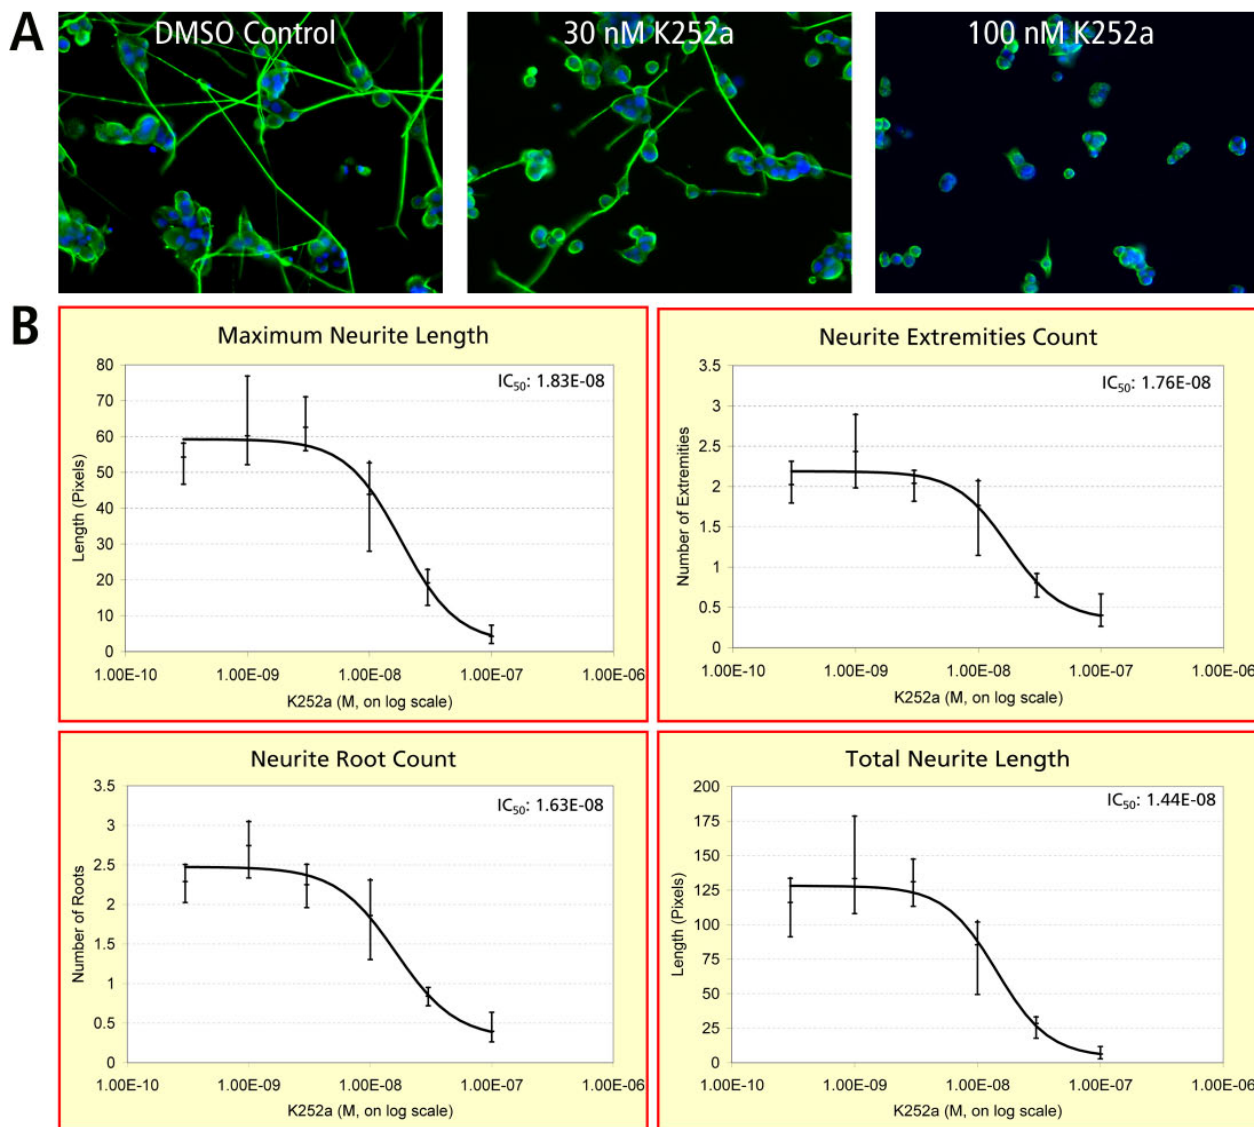 A
DMSO Control
30 nM K252a
100 nM K252a
B
Maximum Neurite Length
IC50: 1.83E-08
80
70
60
50
40
30
20
10
0
Length (Pixels)
1.00E-10 1.00E-09 1.00E-08 1.00E-07 1.00E-06
K252a (M, on log scale)
Neurite Extremities Count
IC50: 1.76E-08
3.5
3
2.5
2
1.5
1
0.5
0
Number of Extremities
1.00E-10 1.00E-09 1.00E-08 1.00E-07 1.00E-06
K252a (M, on log scale)
Neurite Root Count
IC50: 1.63E-08
3.5
3
2.5
2
1.5
1
0.5
0
Number of Roots
1.00E-10 1.00E-09 1.00E-08 1.00E-07 1.00E-06
K252a (M, on log scale)
Total Neurite Length
IC50: 1.44E-08
200
175
150
125
100
75
50
25
0
Length (Pixels)
1.00E-10 1.00E-09 1.00E-08 1.00E-07 1.00E-06
K252a (M, on log scale)